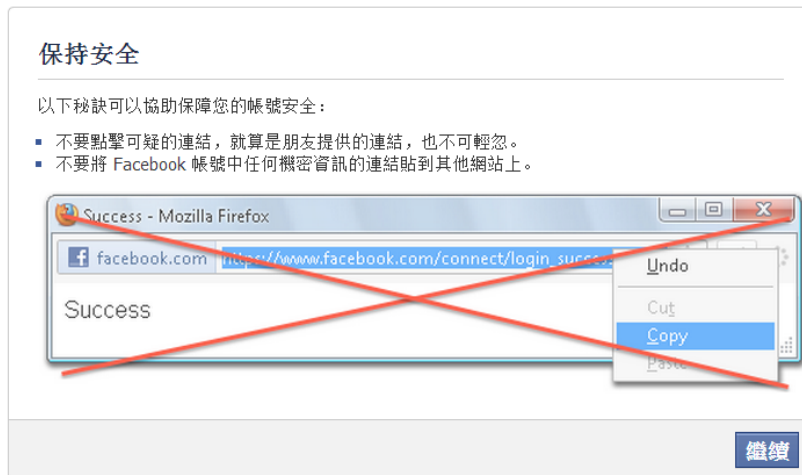 保持安全
以下秘訣可以協助保障您的帳號安全：
不要點擊可疑的連結，就算是朋友提供的連結，也不可輕忽。
不要將 Facebook 帳號中任何機密資訊的連結貼到其他網站上。
Success - Mozilla Firefox
facebook.com https://www.facebook.com/connect/login_success
Undo
Success
Cut
Copy
Paste
繼續